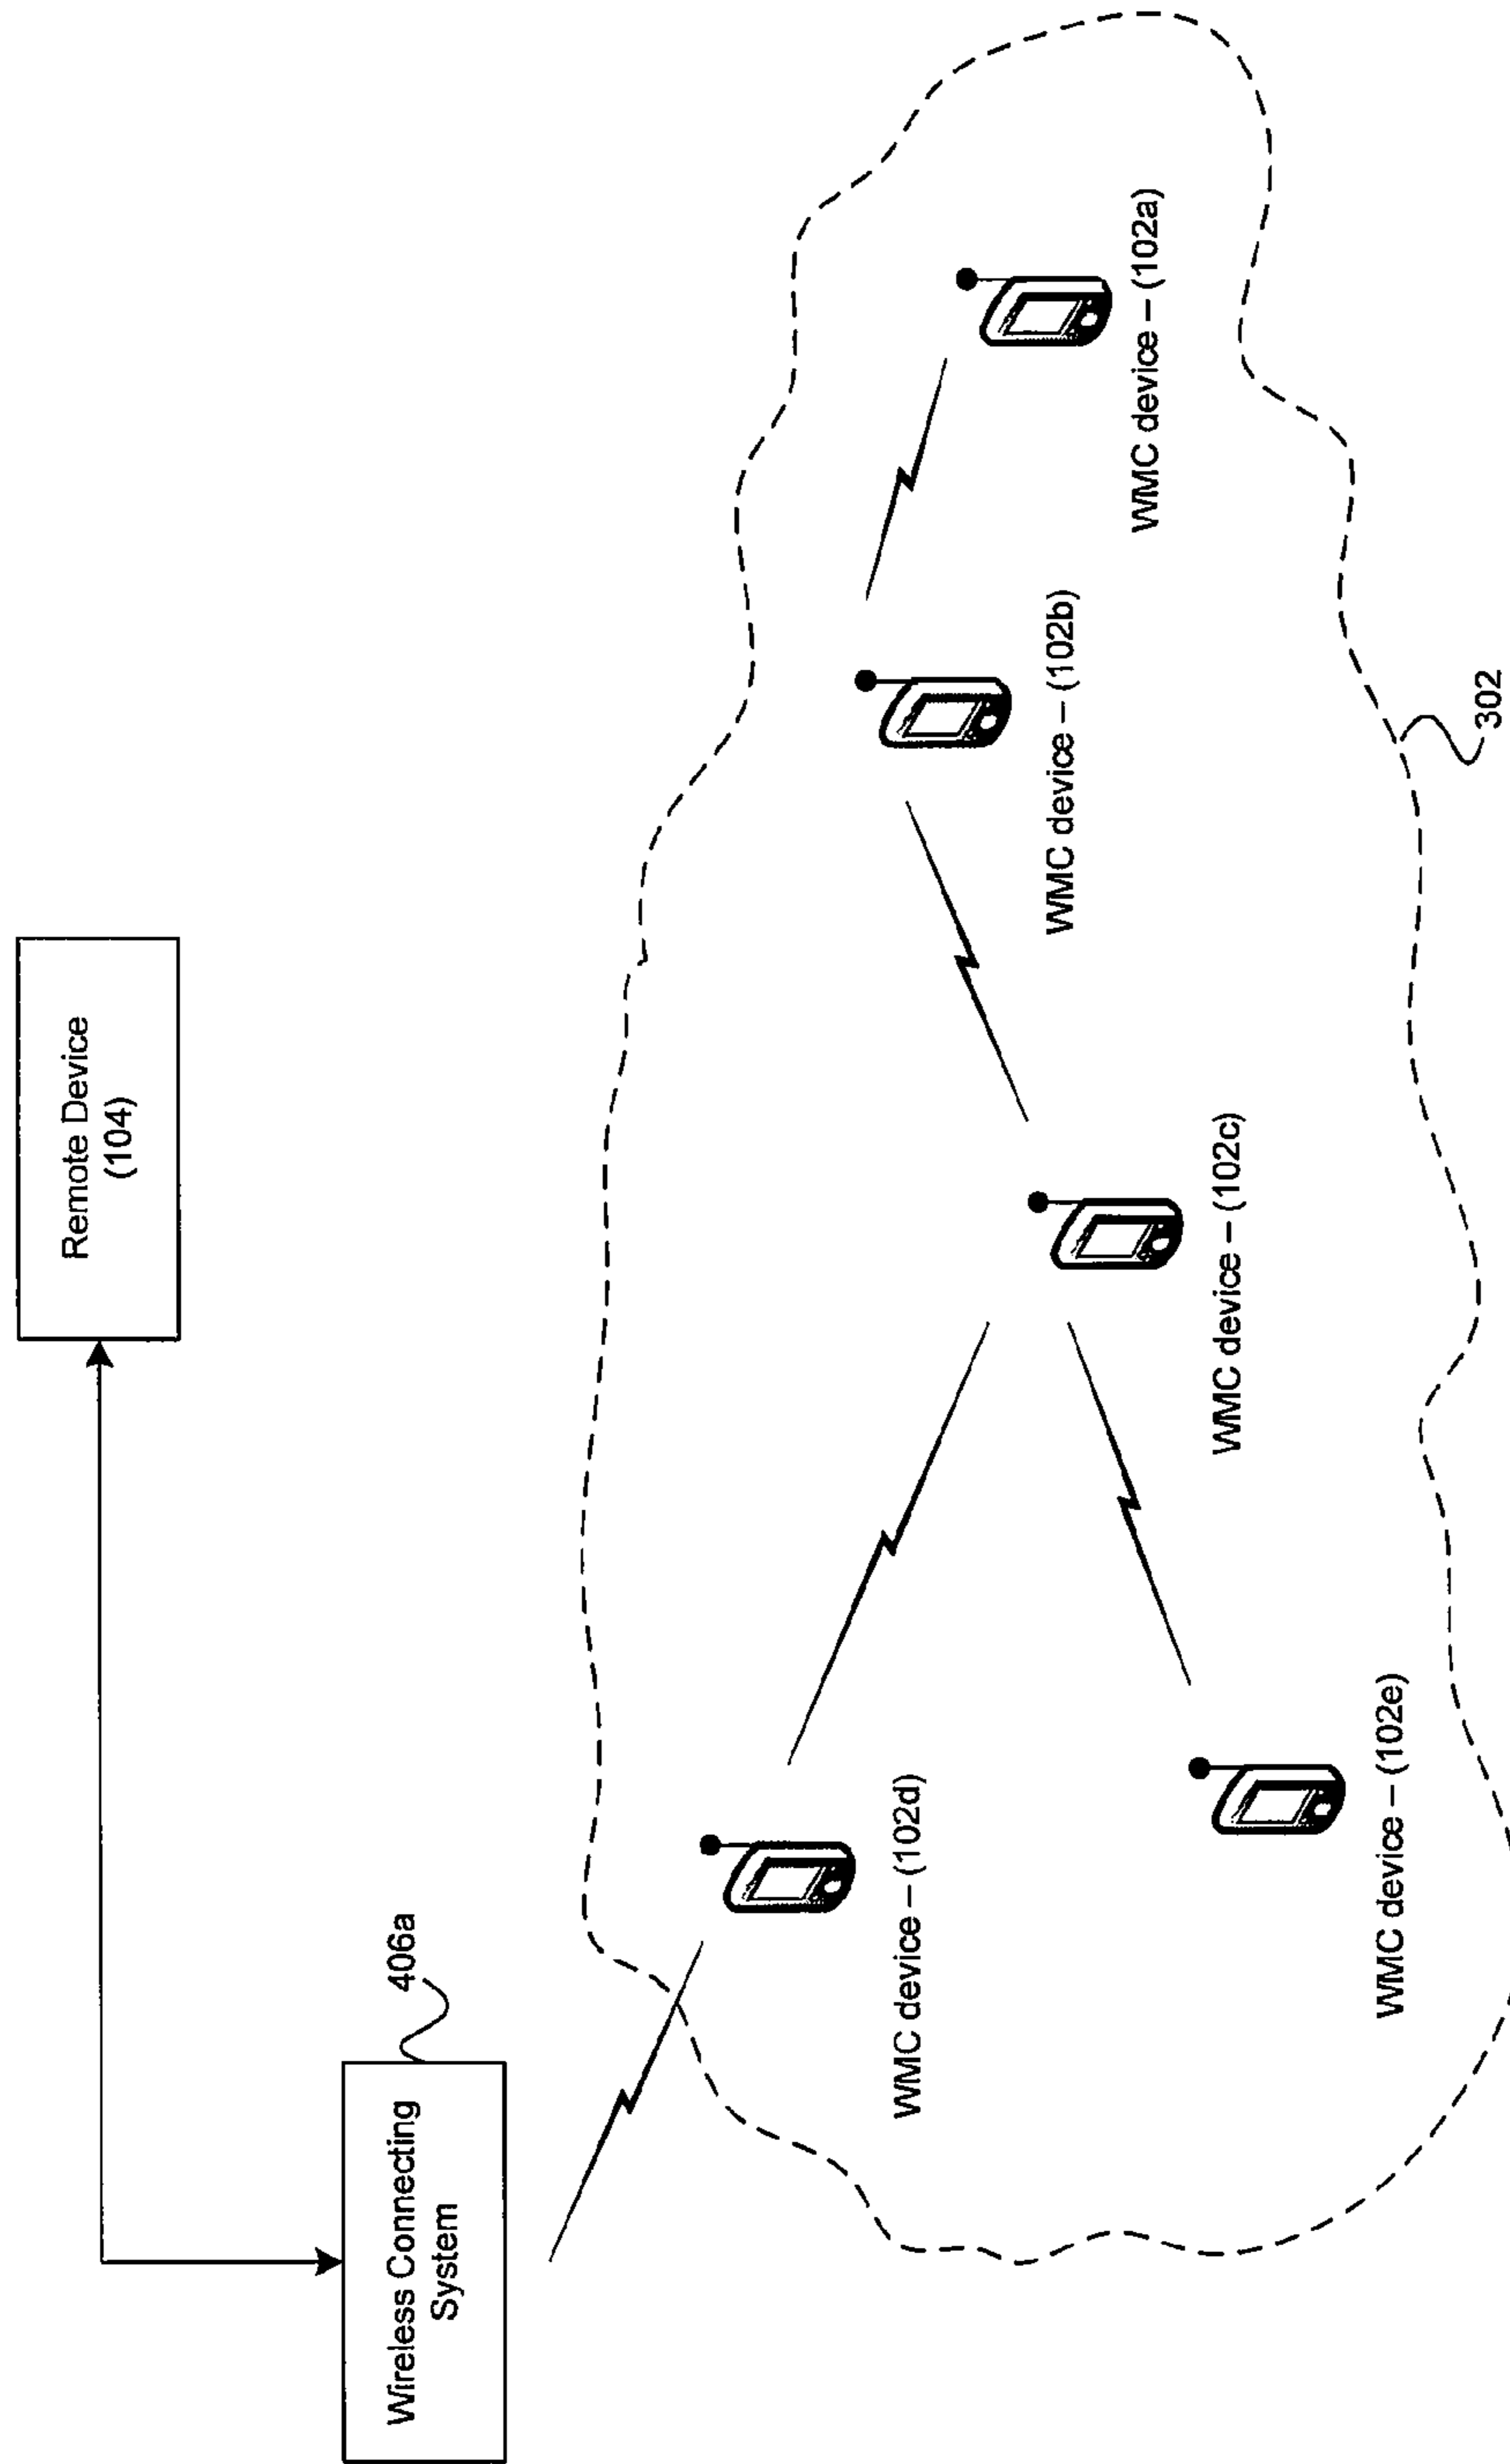 Remote Device
(104)
Wireless Connecting
System
406a
WMC device – (102d)
WMC device – (102b)
WMC device – (102a)
WMC device – (102c)
WMC device – (102e)
302